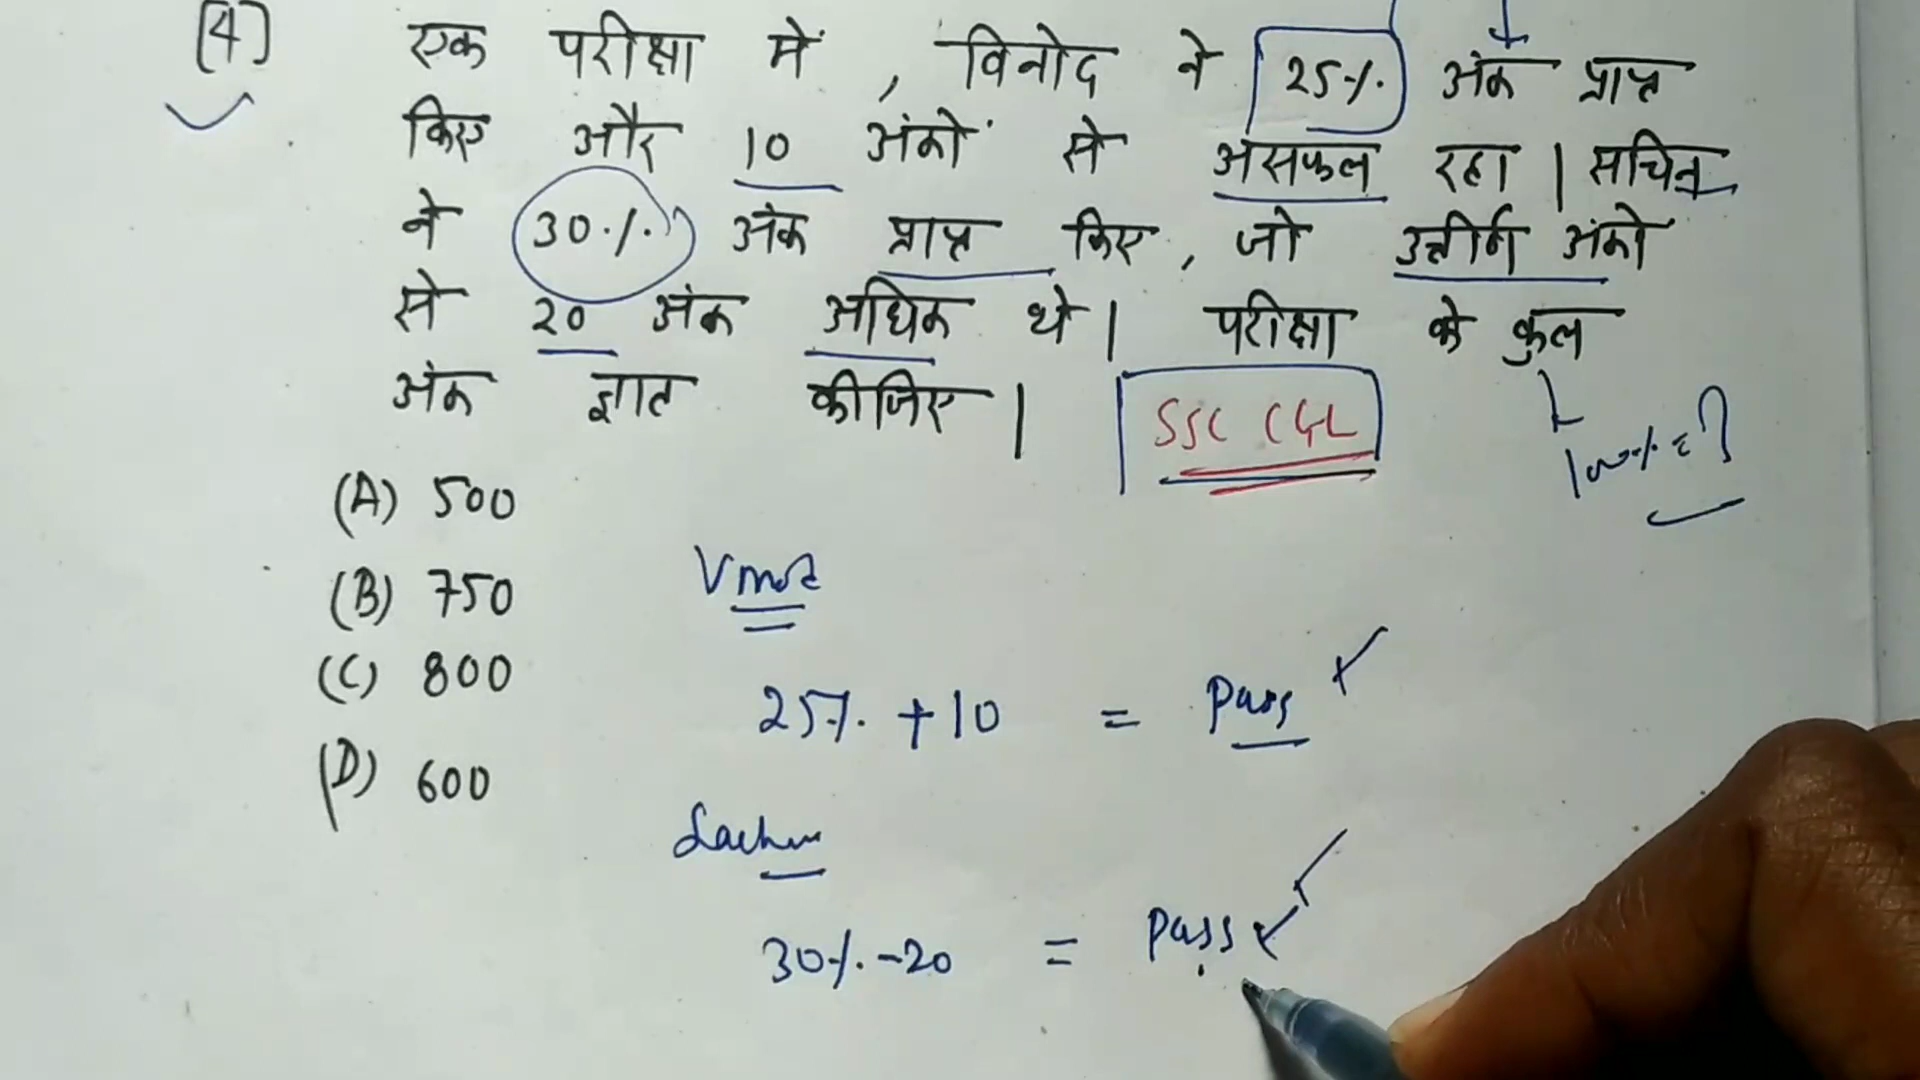 (4) एक परीक्षा में , विनोद ने 25% अंक प्राप्त
किए और 10 अंकों से असफल रहा | सचिन
ने 30% अंक प्राप्त किए , जो उत्तीर्ण अंको
से 20 अंक अधिक थे | परीक्षा के कुल
अंक ज्ञात कीजिए |
SSC CGL
100% = ?
(A) 500
(B) 750
(C) 800
(D) 600
Vinod
25% + 10 = Pass
Sachin
30% - 20 = Pass